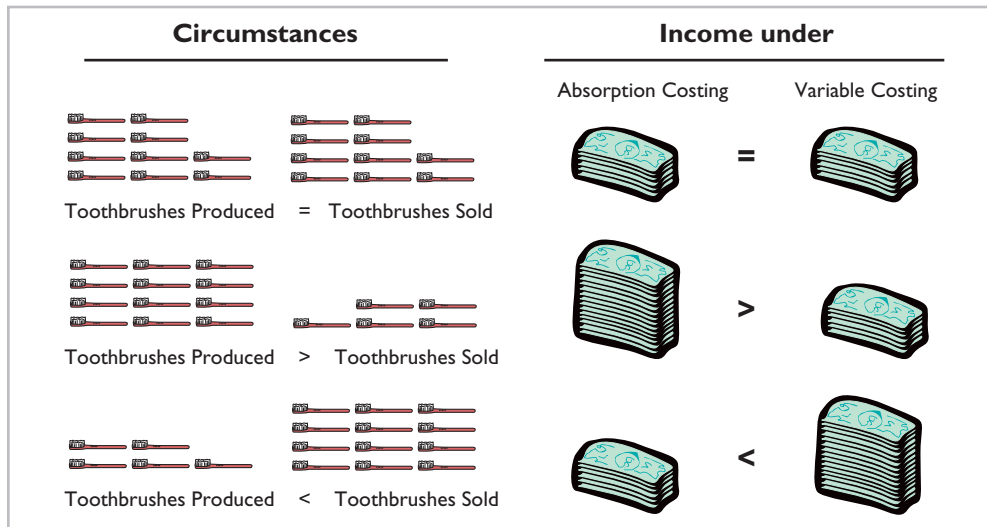 Circumstances
Income under
Absorption Costing Variable Costing
=
Toothbrushes Produced = Toothbrushes Sold
>
Toothbrushes Produced > Toothbrushes Sold
<
Toothbrushes Produced < Toothbrushes Sold